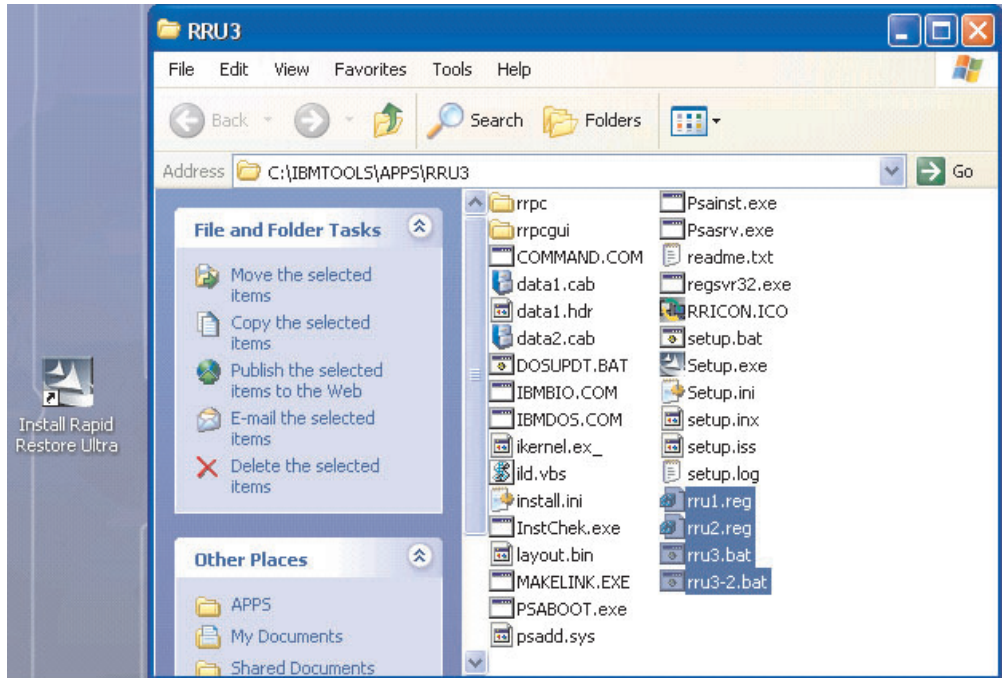 RRU3
File Edit View Favorites Tools Help
Back Search Folders
Address C:\IBMTOOLS\APPS\RRU3 Go
File and Folder Tasks
Move the selected
items
Copy the selected
items
Publish the selected
items to the Web
E-mail the selected
items
Delete the selected
items
Other Places
APPS
My Documents
Shared Documents
rrpc
rrpcgui
COMMAND.COM
data1.cab
data1.hdr
data2.cab
DOSUPDT.BAT
IBMBIO.COM
IBMDOS.COM
ikernel.ex_
ild.vbs
install.ini
InstChek.exe
layout.bin
MAKELINK.EXE
PSABOOT.exe
psadd.sys
Psainst.exe
Psasrv.exe
readme.txt
regsvr32.exe
RRICON.ICO
setup.bat
Setup.exe
Setup.ini
setup.inx
setup.iss
setup.log
rru1.reg
rru2.reg
rru3.bat
rru3-2.bat
Install Rapid
Restore Ultra